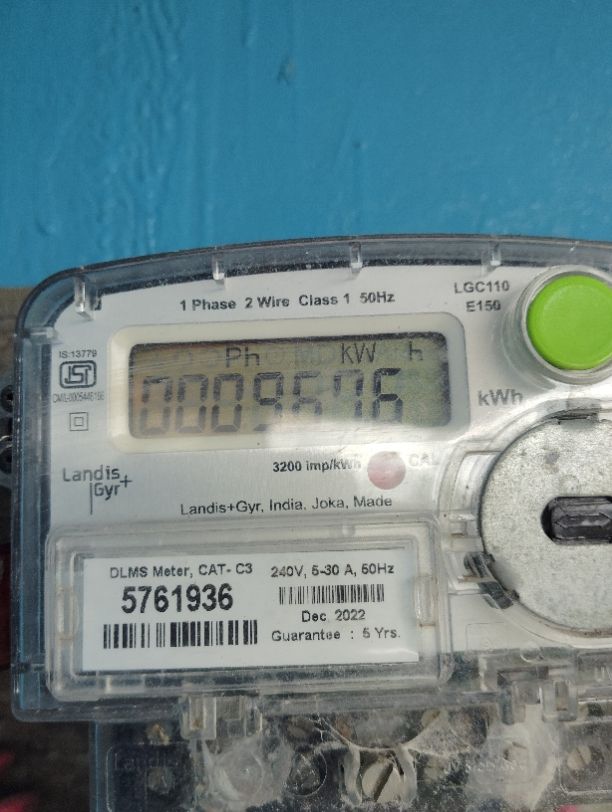 1 Phase 2 Wire Class 1 50Hz
LGC110
E150
IS:13779
Ph kW h
kWh
3200 imp/kWh
CAL
Landis
Gyr+
Landis+Gyr, India, Joka, Made
DLMS Meter, CAT- C3
240V, 5-30 A, 50Hz
5761936
Dec 2022
Guarantee : 5 Yrs.